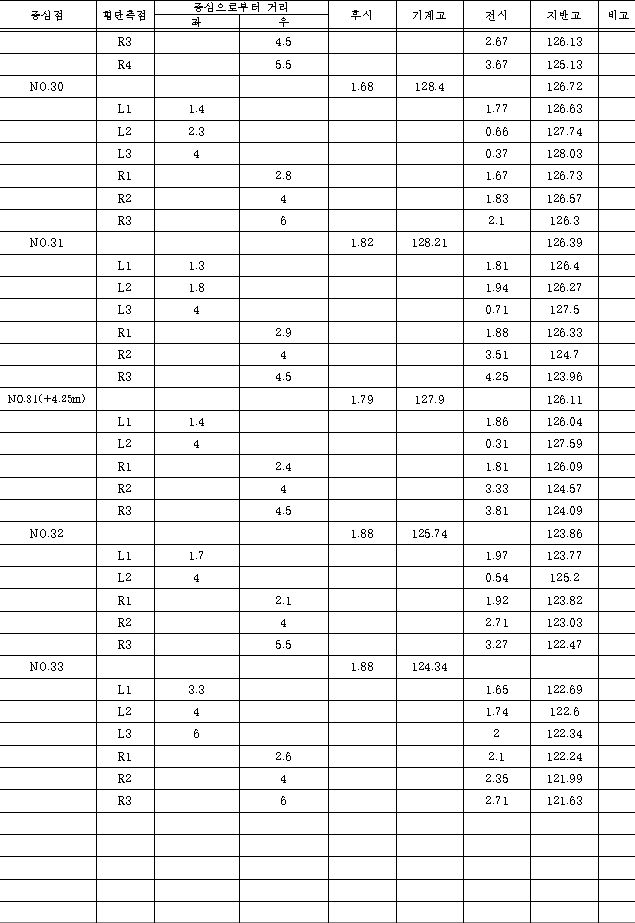 중심점 횡단측점 중심으로부터 거리 후시 기계고 전시 지반고 비고
좌 우
R3 4.5 2.67 126.13
R4 5.5 3.67 125.13
NO.30 1.68 128.4 126.72
L1 1.4 1.77 126.63
L2 2.3 0.66 127.74
L3 4 0.37 128.03
R1 2.8 1.67 126.73
R2 4 1.83 126.57
R3 6 2.1 126.3
NO.31 1.82 128.21 126.39
L1 1.3 1.81 126.4
L2 1.8 1.94 126.27
L3 4 0.71 127.5
R1 2.9 1.88 126.33
R2 4 3.51 124.7
R3 4.5 4.25 123.96
NO.31(+4.25m) 1.79 127.9 126.11
L1 1.4 1.86 126.04
L2 4 0.31 127.59
R1 2.4 1.81 126.09
R2 4 3.33 124.57
R3 4.5 3.81 124.09
NO.32 1.88 125.74 123.86
L1 1.7 1.97 123.77
L2 4 0.54 125.2
R1 2.1 1.92 123.82
R2 4 2.71 123.03
R3 5.5 3.27 122.47
NO.33 1.88 124.34
L1 3.3 1.65 122.69
L2 4 1.74 122.6
L3 6 2 122.34
R1 2.6 2.1 122.24
R2 4 2.35 121.99
R3 6 2.71 121.63